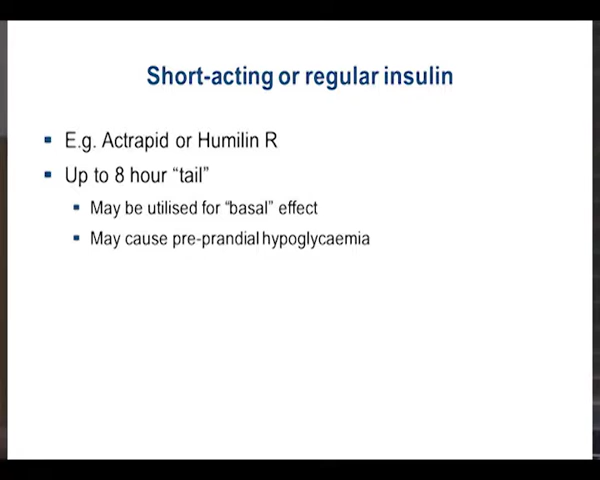 Short-acting or regular insulin
E.g. Actrapid or Humilin R
Up to 8 hour “tail”
May be utilised for “basal” effect
May cause pre-prandial hypoglycaemia